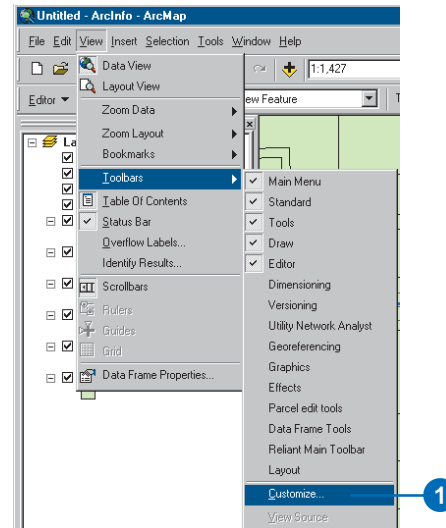 Untitled - ArcInfo - ArcMap
File Edit View Insert Selection Tools Window Help
1:1,427
Editor
ew Feature
T
La
Data View
Layout View
Zoom Data
Zoom Layout
Bookmarks
Toolbars
Table Of Contents
Status Bar
Overflow Labels...
Identify Results...
Scrollbars
Rulers
Guides
Grid
Data Frame Properties...
Main Menu
Standard
Tools
Draw
Editor
Dimensioning
Versioning
Utility Network Analyst
Georeferencing
Graphics
Effects
Parcel edit tools
Data Frame Tools
Reliant Main Toolbar
Layout
Customize...
View Source
1